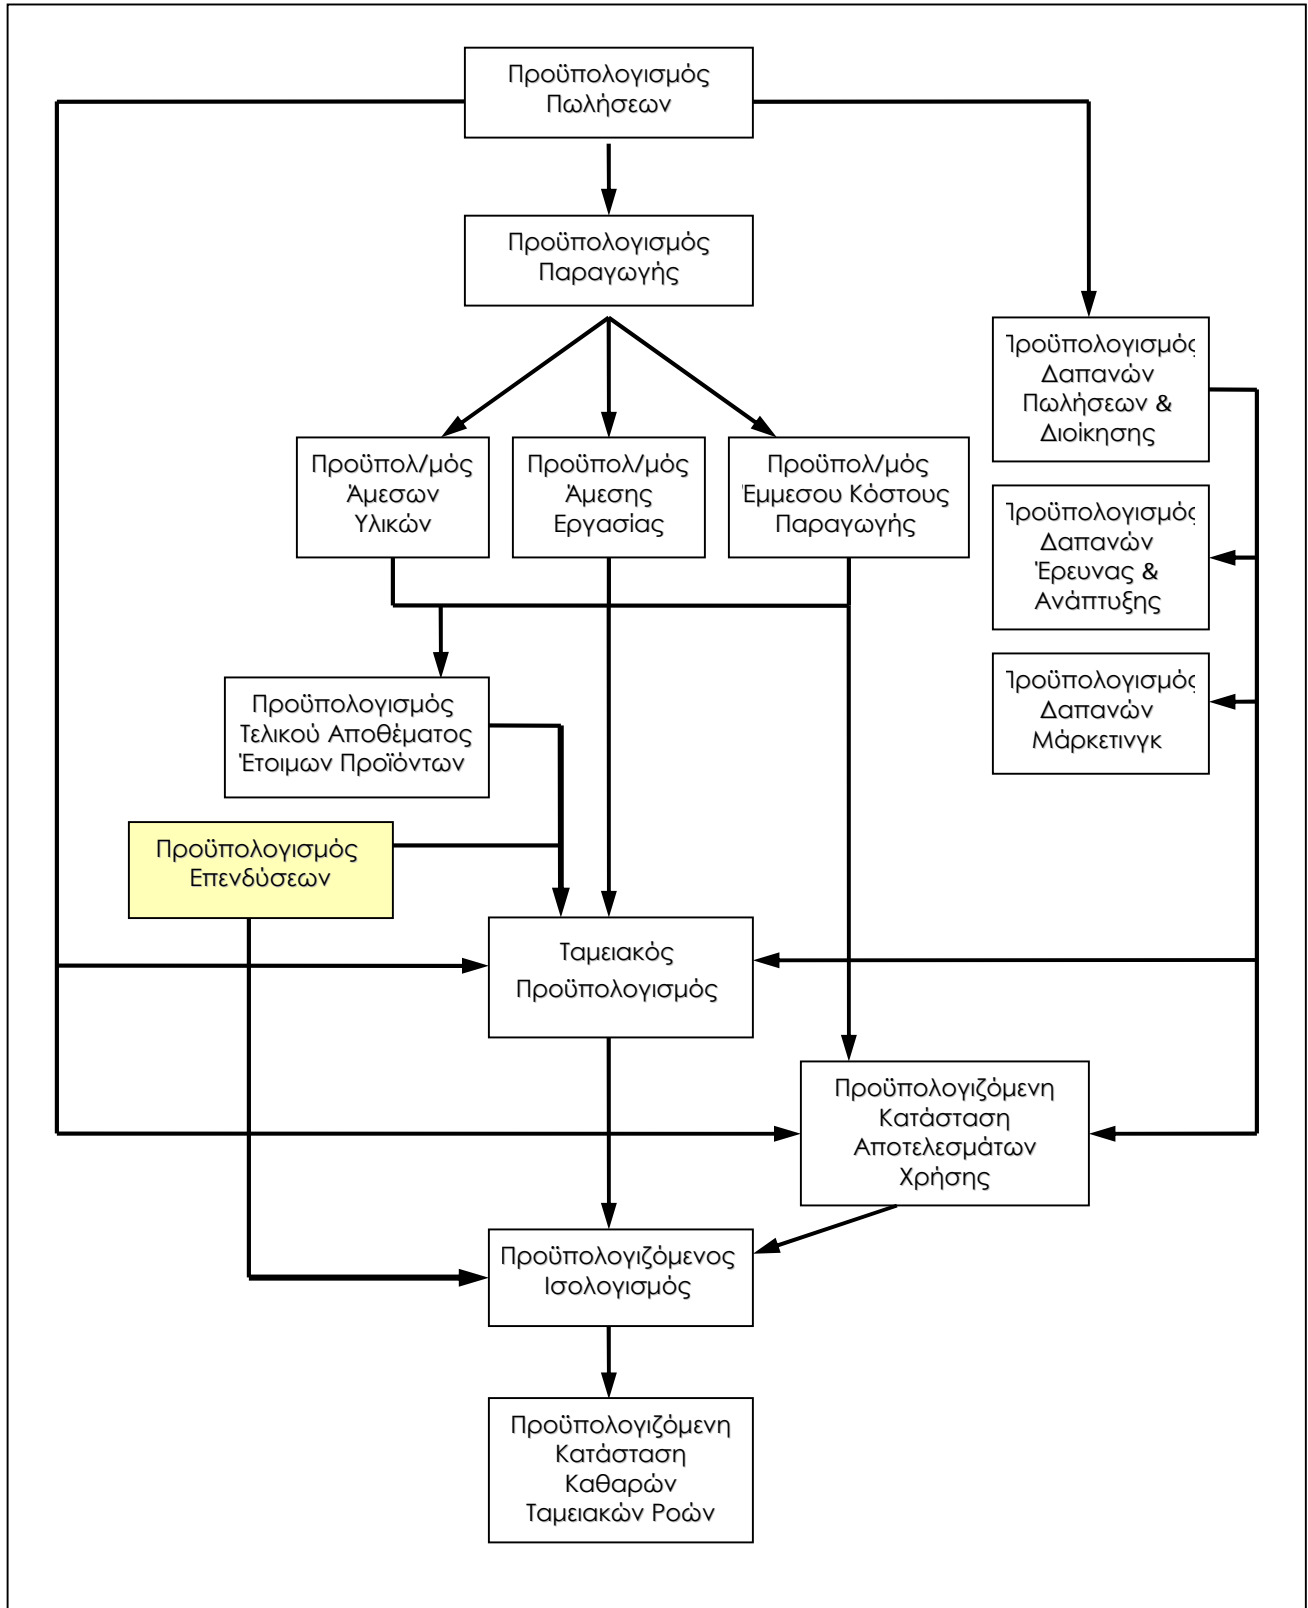 Προϋπολογισμός
Πωλήσεων
Προϋπολογισμός
Παραγωγής
Προϋπολογισμός
Δαπανών
Πωλήσεων &
Διοίκησης
Προϋπολ/μός
Άμεσων
Υλικών
Προϋπολ/μός
Άμεσης
Εργασίας
Προϋπολ/μός
Έμμεσου Κόστους
Παραγωγής
Προϋπολογισμός
Δαπανών
Έρευνας &
Ανάπτυξης
Προϋπολογισμός
Τελικού Αποθέματος
Έτοιμων Προϊόντων
Προϋπολογισμός
Δαπανών
Μάρκετινγκ
Προϋπολογισμός
Επενδύσεων
Ταμειακός
Προϋπολογισμός
Προϋπολογιζόμενη
Κατάσταση
Αποτελεσμάτων
Χρήσης
Προϋπολογιζόμενος
Ισολογισμός
Προϋπολογιζόμενη
Κατάσταση
Καθαρών
Ταμειακών Ροών